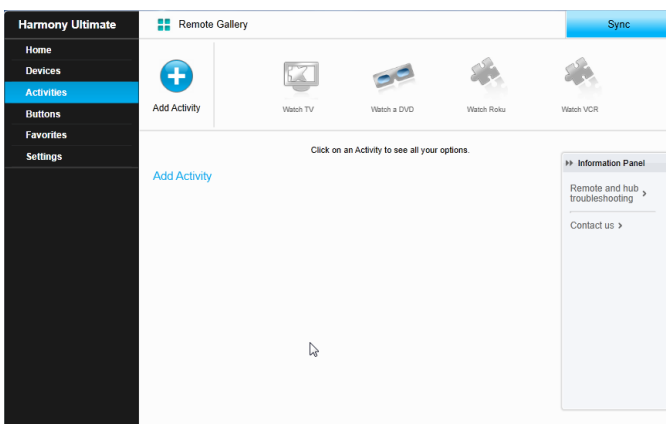 Harmony Ultimate
Remote Gallery
Sync
Home
Devices
Activities
Buttons
Favorites
Settings
Add Activity
Watch TV
Watch a DVD
Watch Roku
Watch VCR
Click on an Activity to see all your options.
Add Activity
Information Panel
Remote and hub
troubleshooting
Contact us